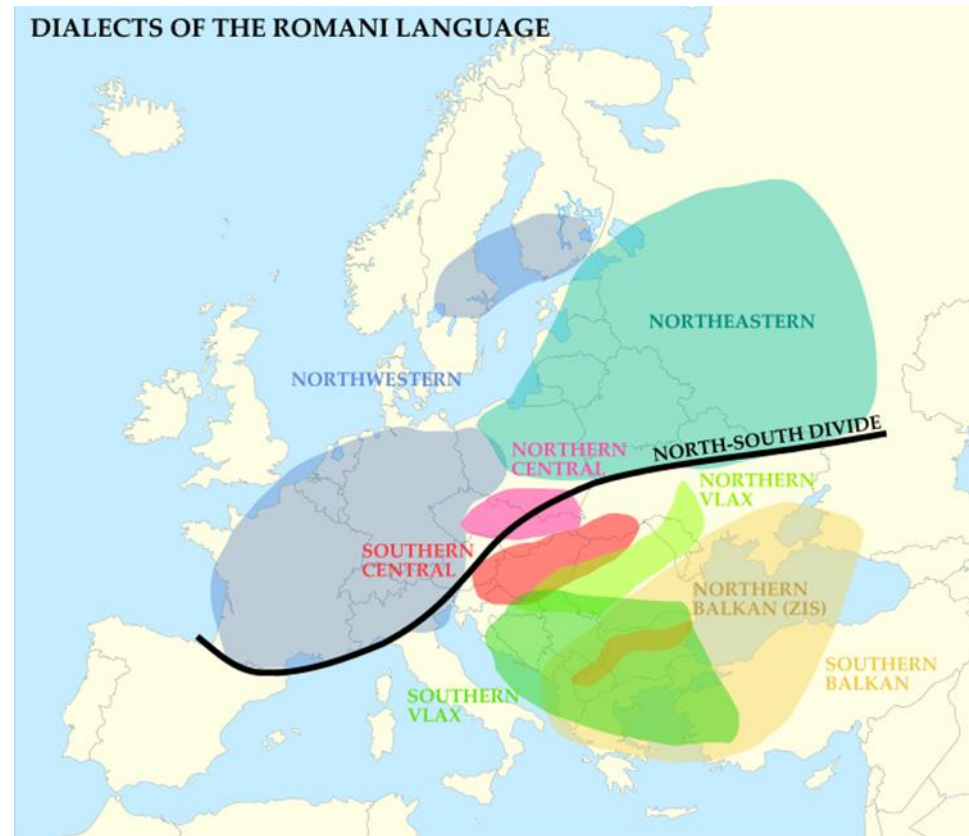 DIALECTS OF THE ROMANI LANGUAGE
NORTHEASTERN
NORTHWESTERN
NORTH-SOUTH DIVIDE
NORTHERN
CENTRAL
NORTHERN
VLAX
SOUTHERN
CENTRAL
NORTHERN
BALKAN (ZIS)
SOUTHERN
BALKAN
SOUTHERN
VLAX